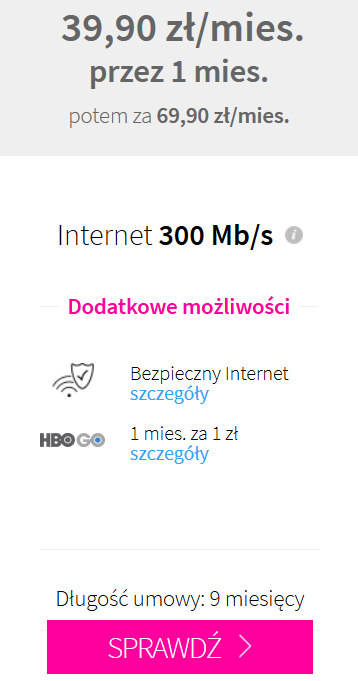 39,90 zł/mies.
przez 1 mies.
potem za 69,90 zł/mies.
Internet 300 Mb/s i
Dodatkowe możliwości
Bezpieczny Internet
szczegóły
HBO GO
1 mies. za 1 zł
szczegóły
Długość umowy: 9 miesięcy
SPRAWDŹ